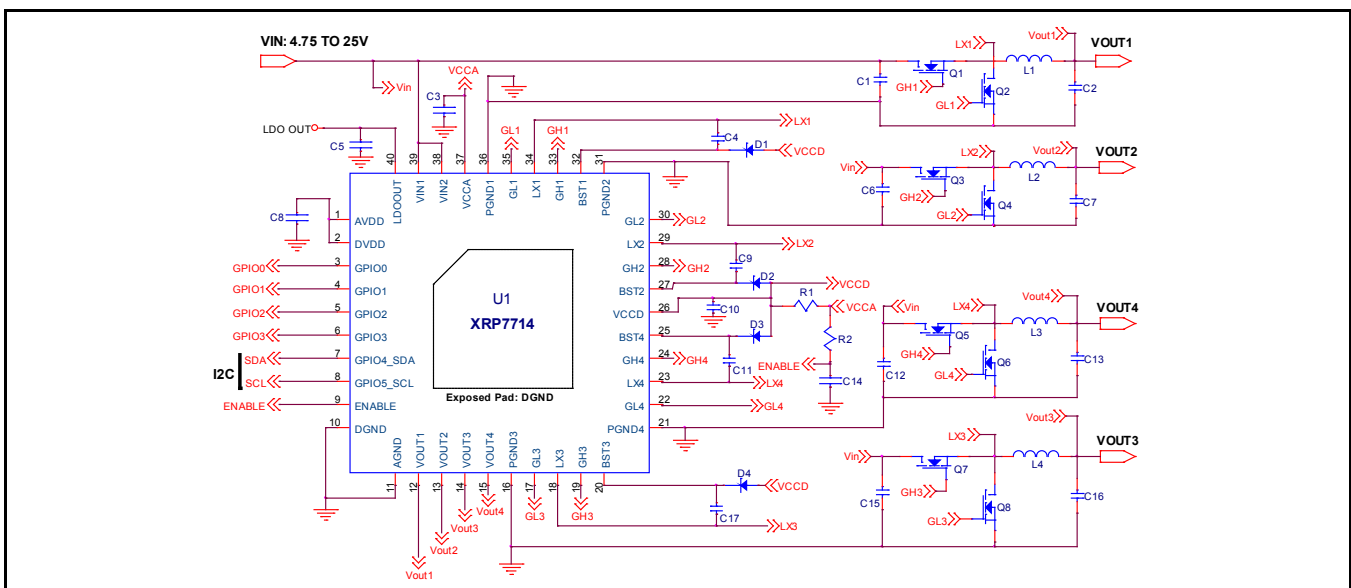 VIN: 4.75 TO 25V
Vin
VCCA
C3
LDO OUT
C5
GL1
GH1
LX1
C4
D1
VCCD
C1
GH1
Q1
GL1
Q2
LX1
L1
Vout1
VOUT1
C2
40
39
38
37
36
35
34
33
32
31
LDOOUT
VIN1
VIN2
VCCA
PGND1
GL1
LX1
GH1
BST1
PGND2
Vin
C6
GH2
Q3
GL2
Q4
LX2
L2
Vout2
VOUT2
C7
C8
1 AVDD
2 DVDD
GPIO0 3 GPIO0
GPIO1 4 GPIO1
GPIO2 5 GPIO2
GPIO3 6 GPIO3
I2C
SDA 7 GPIO4_SDA
SCL 8 GPIO5_SCL
ENABLE 9 ENABLE
10 DGND
U1
XRP7714
Exposed Pad: DGND
GL2 30 GL2
LX2 29 LX2
C9
GH2 28 GH2
BST2 27 D2 VCCD
VCCD 26 C10
R1 VCCA
R2
BST4 25 D3
ENABLE
C14
GH4 24 GH4
C11
LX4 23 LX4
GL4 22 GL4
PGND4 21
Vin
C12
GH4
Q5
GL4
Q6
LX4
L3
Vout4
VOUT4
C13
AGND
VOUT1
VOUT2
VOUT3
VOUT4
PGND3
GL3
LX3
GH3
BST3
11
12
13
14
15
16
17
18
19
20
Vout1
Vout2
Vout3
Vout4
GL3
GH3
D4
VCCD
C17
LX3
Vin
C15
GH3
Q7
GL3
Q8
LX3
L4
Vout3
VOUT3
C16